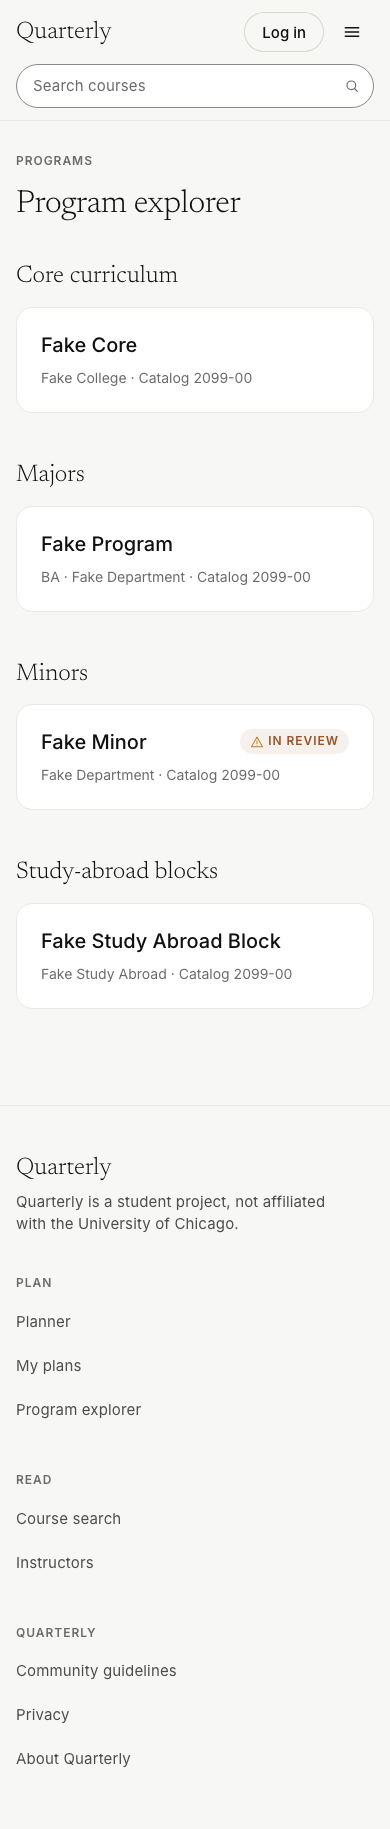 Quarterly
Log in
Search courses
PROGRAMS
Program explorer
Core curriculum
Fake Core
Fake College · Catalog 2099-00
Majors
Fake Program
BA · Fake Department · Catalog 2099-00
Minors
Fake Minor
IN REVIEW
Fake Department · Catalog 2099-00
Study-abroad blocks
Fake Study Abroad Block
Fake Study Abroad · Catalog 2099-00
Quarterly
Quarterly is a student project, not affiliated
with the University of Chicago.
PLAN
Planner
My plans
Program explorer
READ
Course search
Instructors
QUARTERLY
Community guidelines
Privacy
About Quarterly